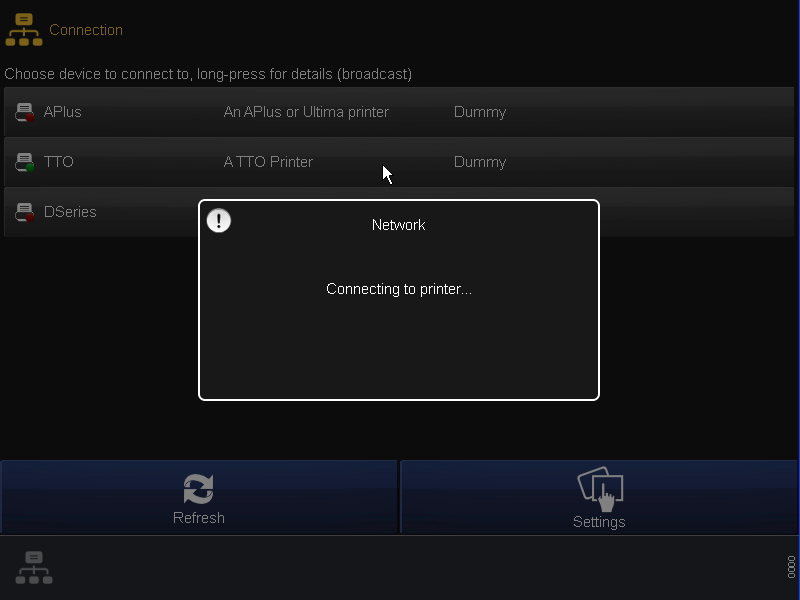 Connection
Choose device to connect to, long-press for details (broadcast)
APlus An APlus or Ultima printer Dummy
TTO A TTO Printer Dummy
DSeries
Network
Connecting to printer...
Refresh Settings
0000